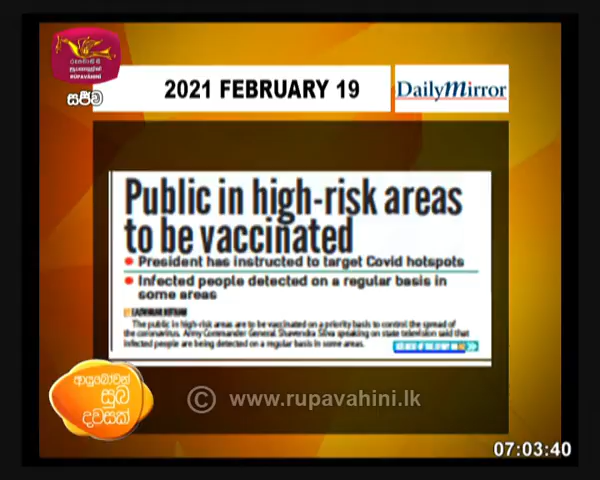 RUPAVAHINI
සජීව
2021 FEBRUARY 19
DailyMirror
Public in high-risk areas
to be vaccinated
President has instructed to target Covid hotspots
Infected people detected on a regular basis in
some areas
The public in high-risk areas are to be vaccinated on a priority basis to control the spread of
the coronavirus. Army Commander General Shavendra Silva speaking on state television said that
infected people are being detected on a regular basis in some areas.
ආයුබෝවන්
සුබ
දවසක්
© www.rupavahini.lk
07:03:40